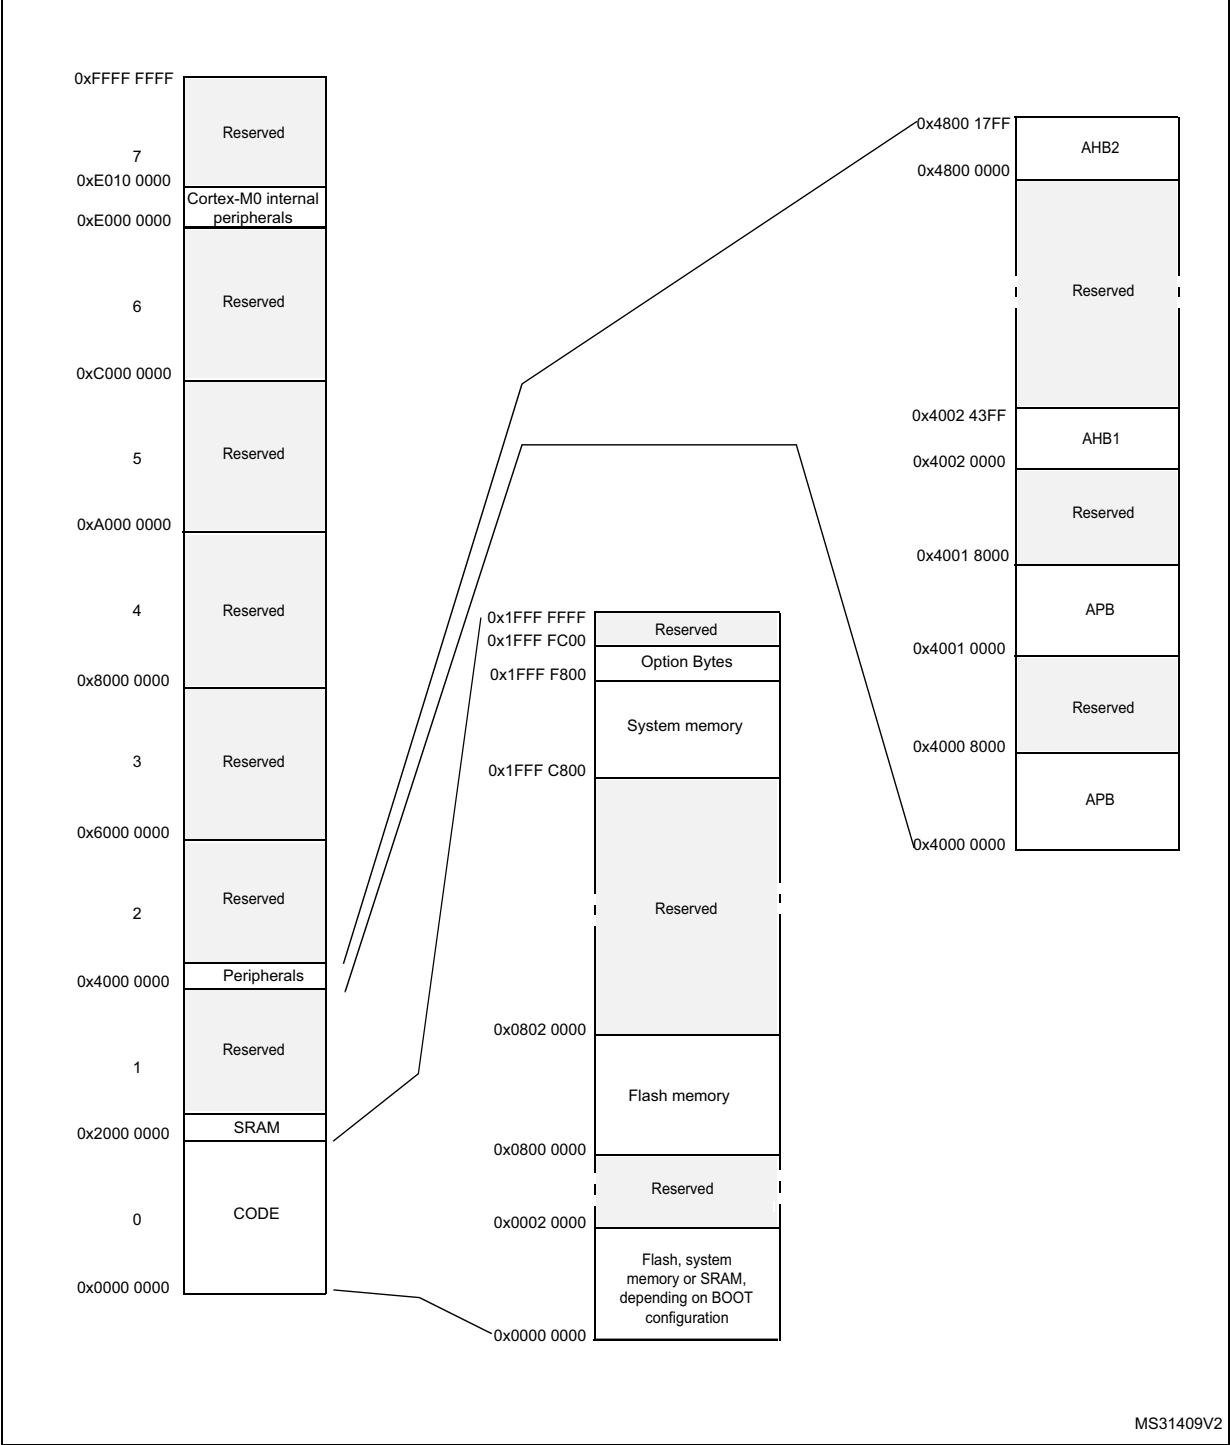 0xFFFF FFFF
Reserved
7
0xE010 0000
Cortex-M0 internal
peripherals
0xE000 0000
Reserved
6
0xC000 0000
Reserved
5
0xA000 0000
Reserved
4
0x8000 0000
Reserved
3
0x6000 0000
Reserved
2
Peripherals
0x4000 0000
Reserved
1
SRAM
0x2000 0000
CODE
0
0x0000 0000
0x1FFF FFFF
Reserved
0x1FFF FC00
Option Bytes
0x1FFF F800
System memory
0x1FFF C800
Reserved
0x0802 0000
Flash memory
0x0800 0000
Reserved
0x0002 0000
Flash, system
memory or SRAM,
depending on BOOT
configuration
0x0000 0000
0x4800 17FF
AHB2
0x4800 0000
Reserved
0x4002 43FF
AHB1
0x4002 0000
Reserved
0x4001 8000
APB
0x4001 0000
Reserved
0x4000 8000
APB
0x4000 0000
MS31409V2